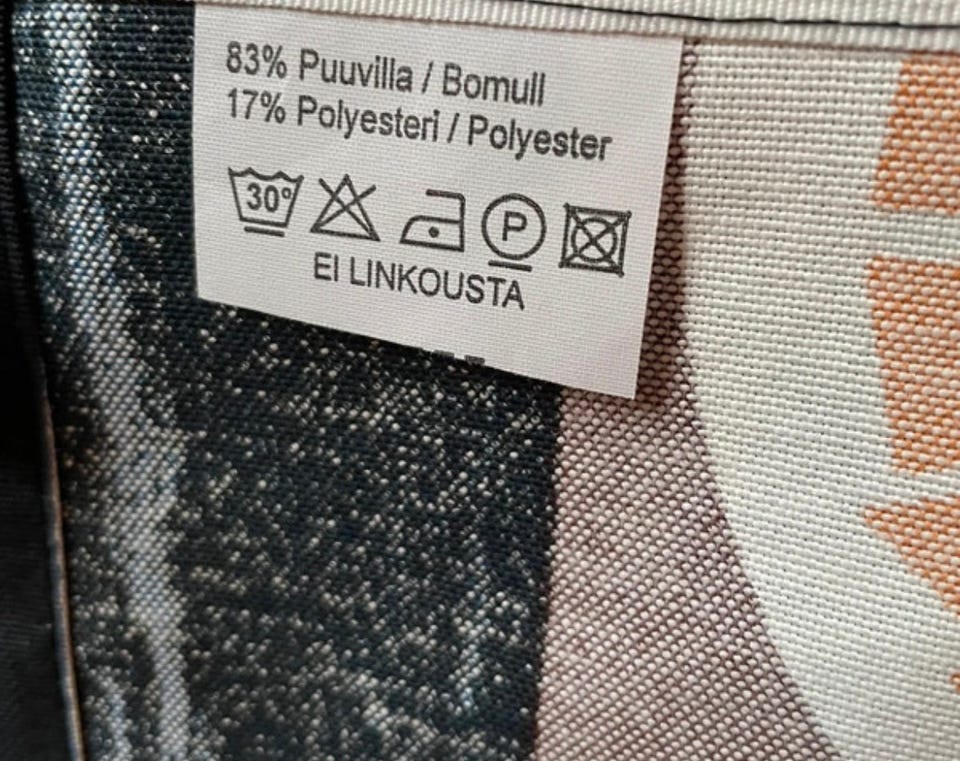 83% Puuvilla / Bomull
17% Polyesteri / Polyester
30° P
EI LINKOUSTA